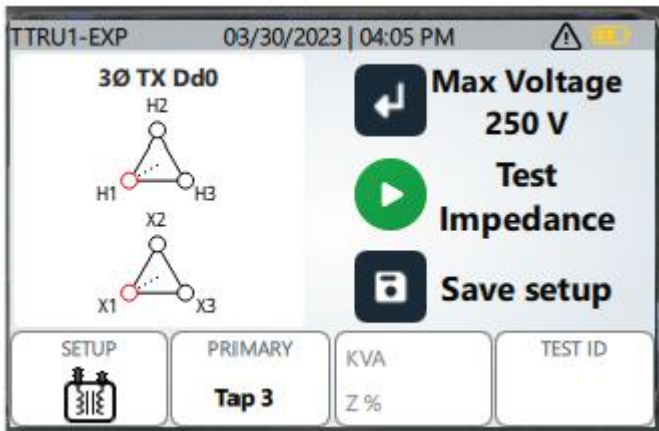 TTRU1-EXP 03/30/2023 | 04:05 PM
3Ø TX Dd0
H2
H1 H3
X2
X1 X3
Max Voltage
250 V
Test
Impedance
Save setup
SETUP
PRIMARY
Tap 3
KVA
Z %
TEST ID